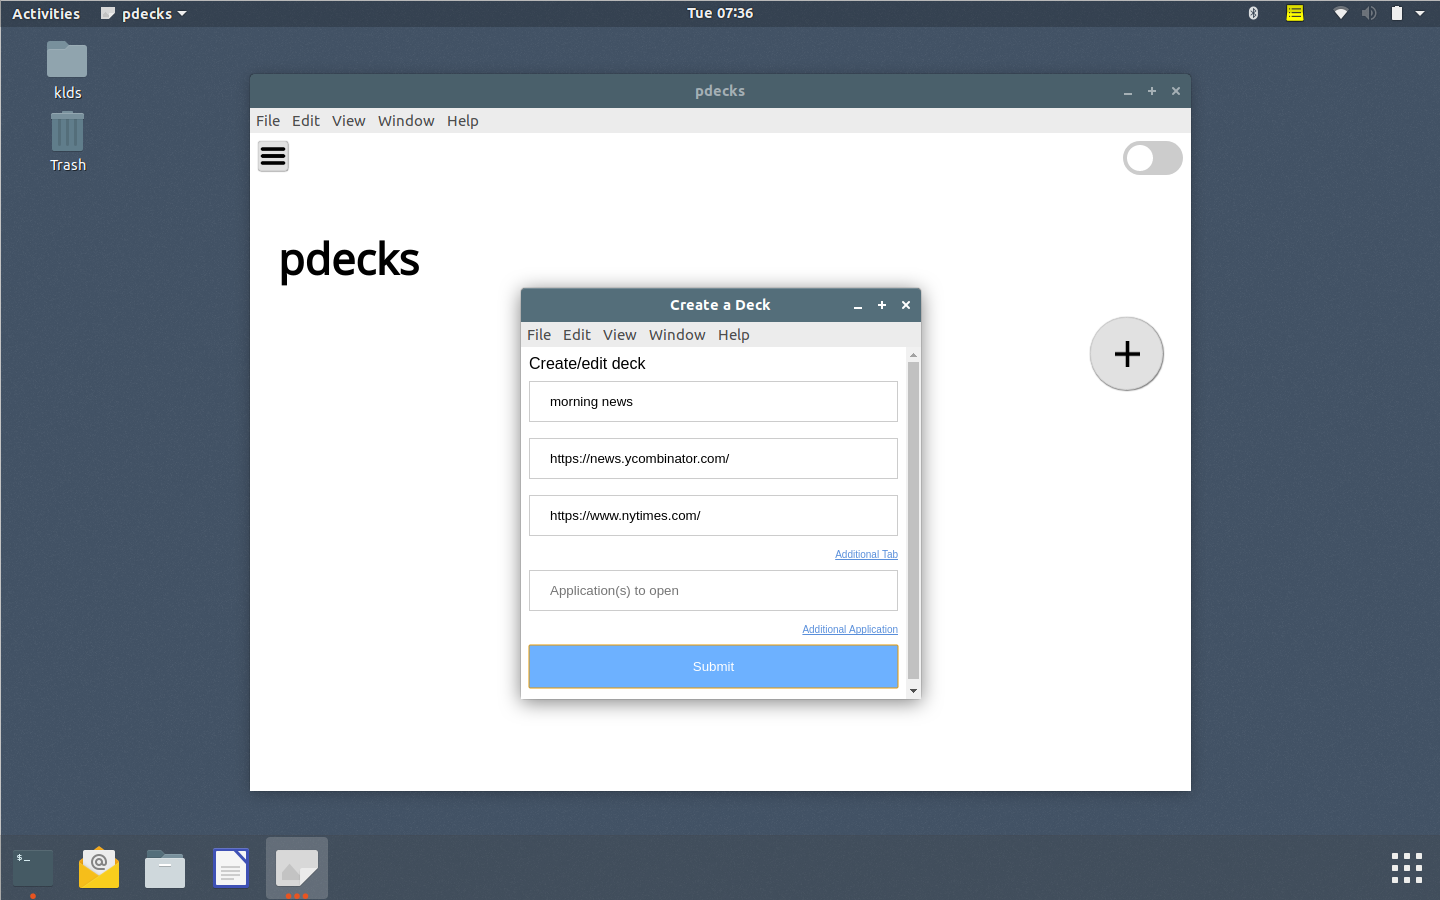 Activities pdecks Tue 07:36
klds
Trash
pdecks
File Edit View Window Help
pdecks
Create a Deck
File Edit View Window Help
Create/edit deck
morning news
https://news.ycombinator.com/
https://www.nytimes.com/
Additional Tab
Application(s) to open
Additional Application
Submit
$_
@